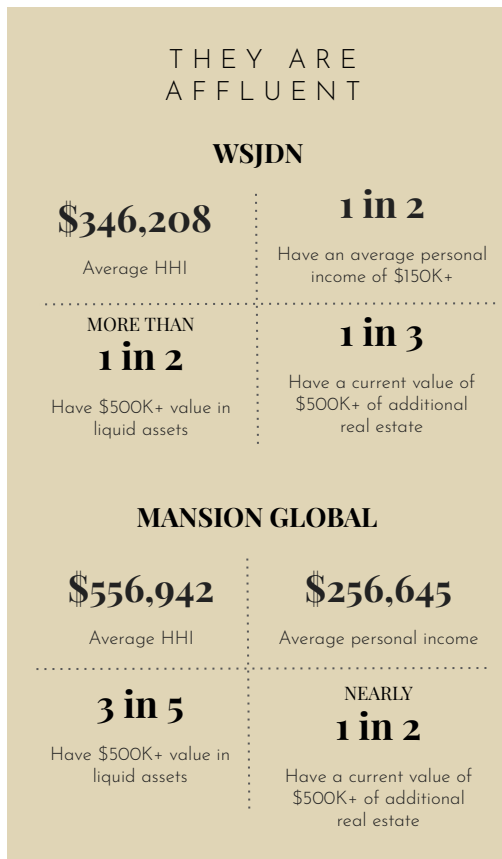 THEY ARE
AFFLUENT
WSJDN
$346,208
Average HHI
1 in 2
Have an average personal
income of $150K+
MORE THAN
1 in 2
Have $500K+ value in
liquid assets
1 in 3
Have a current value of
$500K+ of additional
real estate
MANSION GLOBAL
$556,942
Average HHI
$256,645
Average personal income
3 in 5
Have $500K+ value in
liquid assets
NEARLY
1 in 2
Have a current value of
$500K+ of additional
real estate